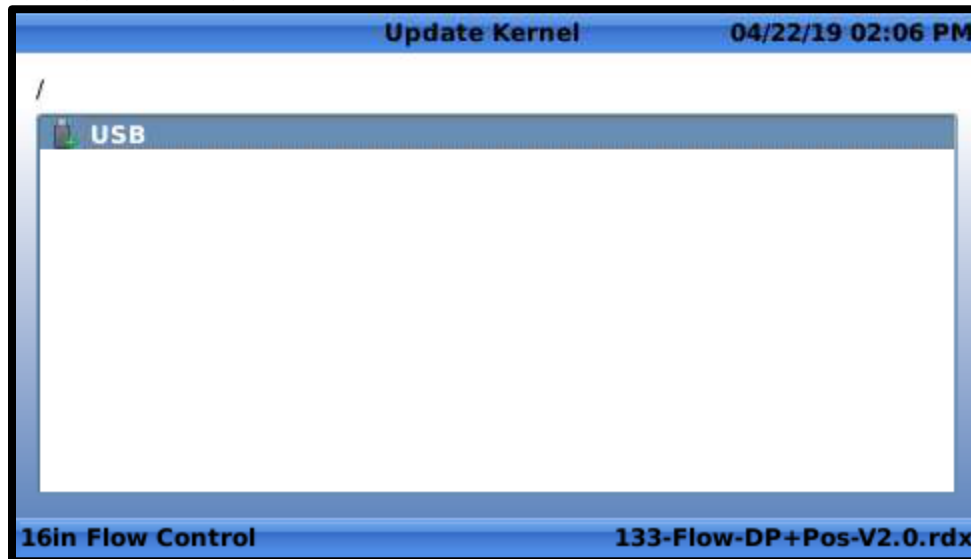 Update Kernel 04/22/19 02:06 PM
/
USB
16in Flow Control 133-Flow-DP+Pos-V2.0.rdx